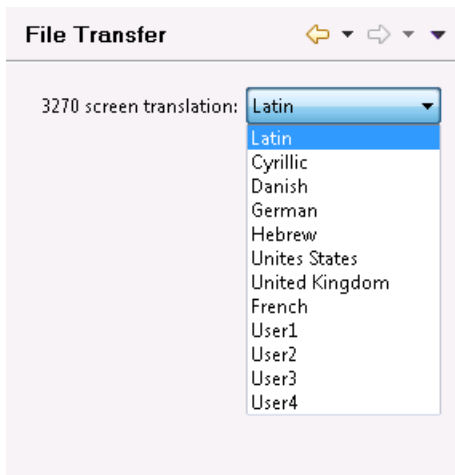 File Transfer
3270 screen translation: Latin
Latin
Cyrillic
Danish
German
Hebrew
Unites States
United Kingdom
French
User1
User2
User3
User4